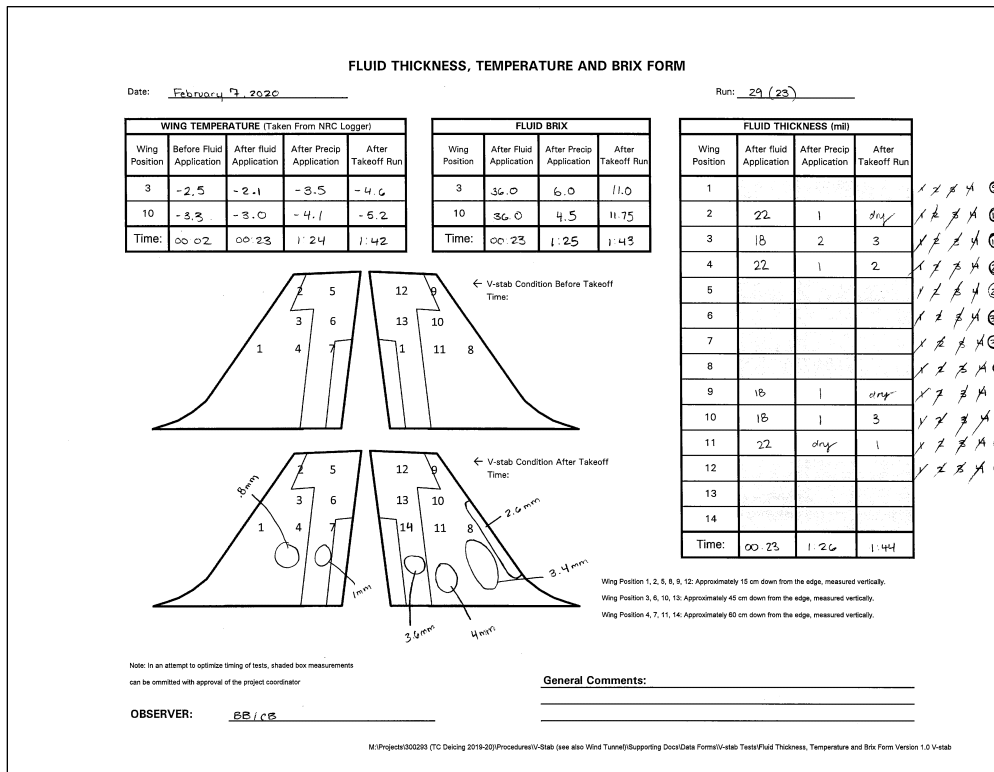 FLUID THICKNESS, TEMPERATURE AND BRIX FORM
Date: February 7, 2020
Run: 29 (23)
WING TEMPERATURE (Taken From NRC Logger)
Wing Position Before Fluid Application After fluid Application After Precip Application After Takeoff Run
3 -2.5 -2.1 -3.5 -4.6
10 -3.3 -3.0 -4.1 -5.2
Time: 00:02 00:23 1:24 1:42
FLUID BRIX
Wing Position After Fluid Application After Precip Application After Takeoff Run
3 36.0 6.0 11.0
10 36.0 4.5 11.75
Time: 00:23 1:25 1:43
FLUID THICKNESS (mil)
Wing Position After fluid Application After Precip Application After Takeoff Run
1
2 22 1 dry
3 18 2 3
4 22 1 2
5
6
7
8
9 18 1 dry
10 18 1 3
11 22 dry 1
12
13
14
Time: 00:23 1:26 1:44
← V-stab Condition Before Takeoff
Time:
2 5 12 9
3 6 13 10
1 4 7 1 11 8
← V-stab Condition After Takeoff
Time:
2 5 12 9
3 6 13 10
1 4 7 14 11 8
.8mm
1mm
3.6mm
4mm
3.4mm
2.6mm
Wing Position 1, 2, 5, 8, 9, 12: Approximately 15 cm down from the edge, measured vertically.
Wing Position 3, 6, 10, 13: Approximately 45 cm down from the edge, measured vertically.
Wing Position 4, 7, 11, 14: Approximately 60 cm down from the edge, measured vertically.
Note: In an attempt to optimize timing of tests, shaded box measurements
can be ommitted with approval of the project coordinator
General Comments:
OBSERVER: BB/CB
M:\Projects\300293 (TC Deicing 2019-20)\Procedures\V-Stab (see also Wind Tunnel)\Supporting Docs\Data Forms\V-stab Tests\Fluid Thickness, Temperature and Brix Form Version 1.0 V-stab